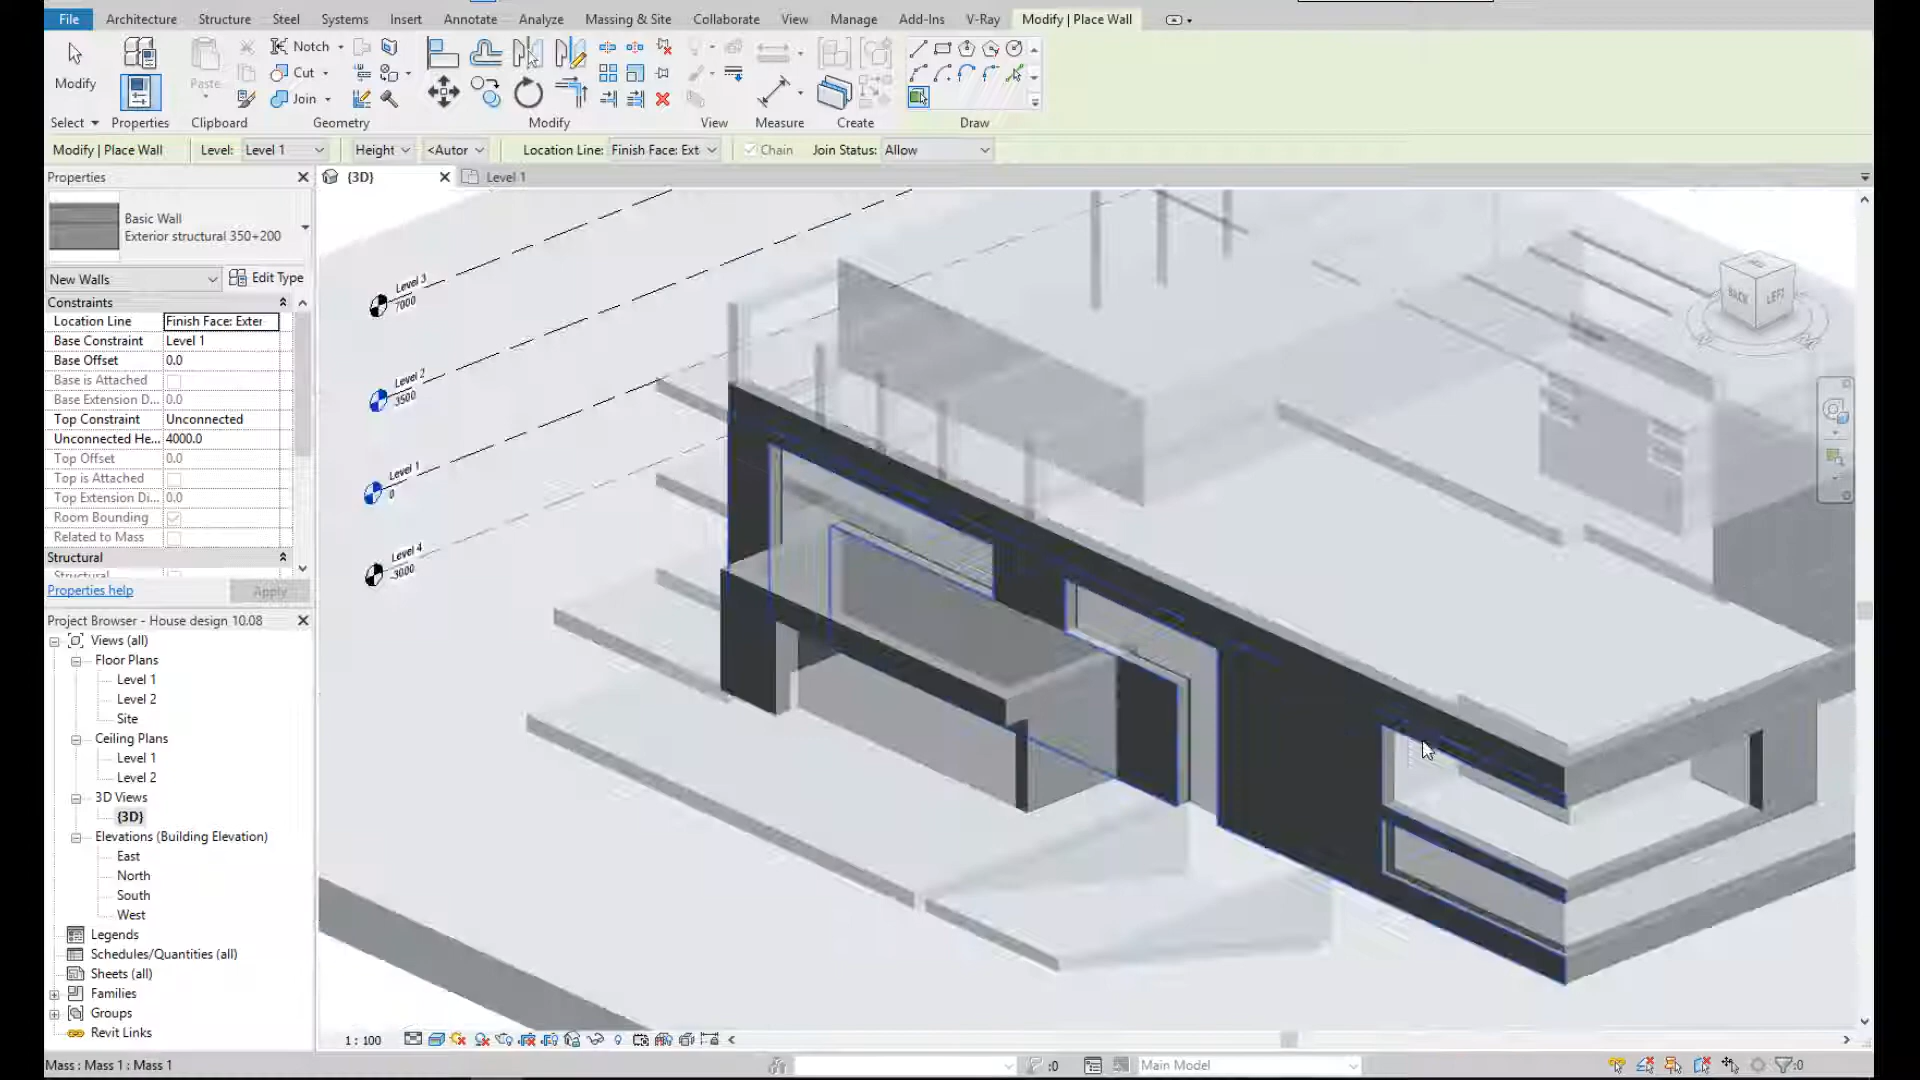 File Architecture Structure Steel Systems Insert Annotate Analyze Massing & Site Collaborate View Manage Add-Ins V-Ray Modify | Place Wall
Notch
Modify
Paste
Cut
Join
Select Properties Clipboard Geometry Modify View Measure Create Draw
Modify | Place Wall Level: Level 1 Height <Autor Location Line: Finish Face: Ext Chain Join Status: Allow
Properties
{3D} Level 1
Basic Wall
Exterior structural 350+200
New Walls Edit Type
Constraints
Location Line Finish Face: Exter
Base Constraint Level 1
Base Offset 0.0
Base is Attached
Base Extension D... 0.0
Top Constraint Unconnected
Unconnected He... 4000.0
Top Offset 0.0
Top is Attached
Top Extension Di... 0.0
Room Bounding
Related to Mass
Structural
Structural
Properties help Apply
Level 3
7000
Level 2
3500
Level 1
0
Level 4
-3000
BACK LEFT
Project Browser - House design 10.08
Views (all)
Floor Plans
Level 1
Level 2
Site
Ceiling Plans
Level 1
Level 2
3D Views
{3D}
Elevations (Building Elevation)
East
North
South
West
Legends
Schedules/Quantities (all)
Sheets (all)
Families
Groups
Revit Links
1 : 100
Mass : Mass 1 : Mass 1 :0 Main Model :0